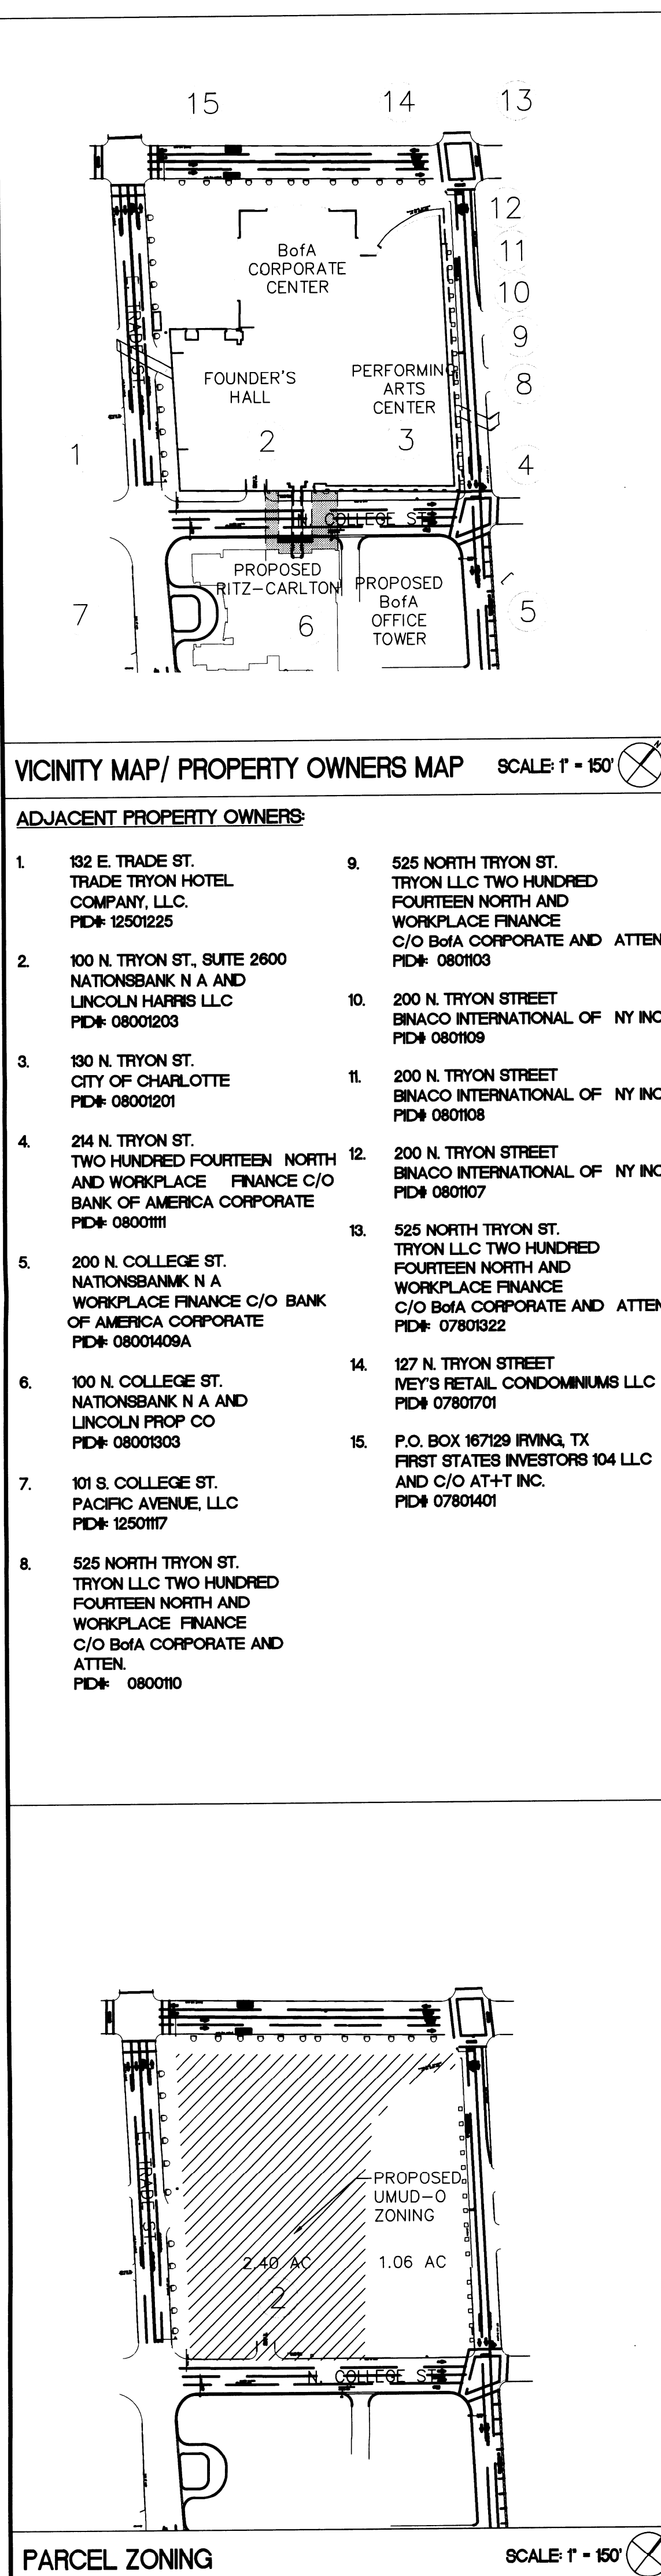 15
14
13
12
11
10
9
8
BofA
CORPORATE
CENTER
E. TRADE ST.
FOUNDER'S
HALL
PERFORMING
ARTS
CENTER
1
2
3
4
N. COLLEGE ST.
PROPOSED
RITZ-CARLTON
PROPOSED
BofA
OFFICE
TOWER
7
6
5
VICINITY MAP/ PROPERTY OWNERS MAP
SCALE: 1" = 150'
N
ADJACENT PROPERTY OWNERS:
1. 132 E. TRADE ST.
TRADE TRYON HOTEL
COMPANY, LLC.
PID#: 12501225
2. 100 N. TRYON ST., SUITE 2600
NATIONSBANK N A AND
LINCOLN HARRIS LLC
PID#: 08001203
3. 130 N. TRYON ST.
CITY OF CHARLOTTE
PID#: 08001201
4. 214 N. TRYON ST.
TWO HUNDRED FOURTEEN NORTH
AND WORKPLACE FINANCE C/O
BANK OF AMERICA CORPORATE
PID#: 08001111
5. 200 N. COLLEGE ST.
NATIONSBANMK N A
WORKPLACE FINANCE C/O BANK
OF AMERICA CORPORATE
PID#: 08001409A
6. 100 N. COLLEGE ST.
NATIONSBANK N A AND
LINCOLN PROP CO
PID#: 08001303
7. 101 S. COLLEGE ST.
PACIFIC AVENUE, LLC
PID#: 12501117
8. 525 NORTH TRYON ST.
TRYON LLC TWO HUNDRED
FOURTEEN NORTH AND
WORKPLACE FINANCE
C/O BofA CORPORATE AND
ATTEN.
PID#: 0800110
9. 525 NORTH TRYON ST.
TRYON LLC TWO HUNDRED
FOURTEEN NORTH AND
WORKPLACE FINANCE
C/O BofA CORPORATE AND ATTEN
PID#: 0801103
10. 200 N. TRYON STREET
BINACO INTERNATIONAL OF NY INC
PID# 0801109
11. 200 N. TRYON STREET
BINACO INTERNATIONAL OF NY INC
PID# 0801108
12. 200 N. TRYON STREET
BINACO INTERNATIONAL OF NY INC
PID# 0801107
13. 525 NORTH TRYON ST.
TRYON LLC TWO HUNDRED
FOURTEEN NORTH AND
WORKPLACE FINANCE
C/O BofA CORPORATE AND ATTEN
PID#: 07801322
14. 127 N. TRYON STREET
IVEY'S RETAIL CONDOMINIUMS LLC
PID# 07801701
15. P.O. BOX 167129 IRVING, TX
FIRST STATES INVESTORS 104 LLC
AND C/O AT+T INC.
PID# 07801401
E. TRADE ST.
PROPOSED
UMUD-O
ZONING
2.40 AC
1.06 AC
2
N. COLLEGE ST.
PARCEL ZONING
SCALE: 1" = 150'